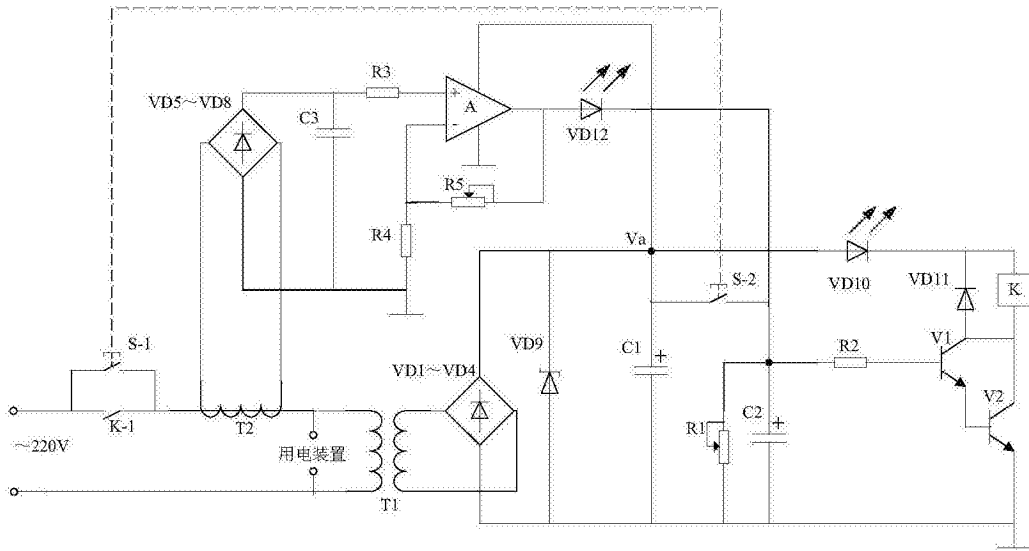 R3
VD5～VD8
C3
+
A
-
VD12
R5
R4
Va
S-2
VD10
VD11
K
S-1
VD9
C1
+
V1
R2
VD1～VD4
V2
K-1
T2
R1
C2
+
～220V
用电装置
T1